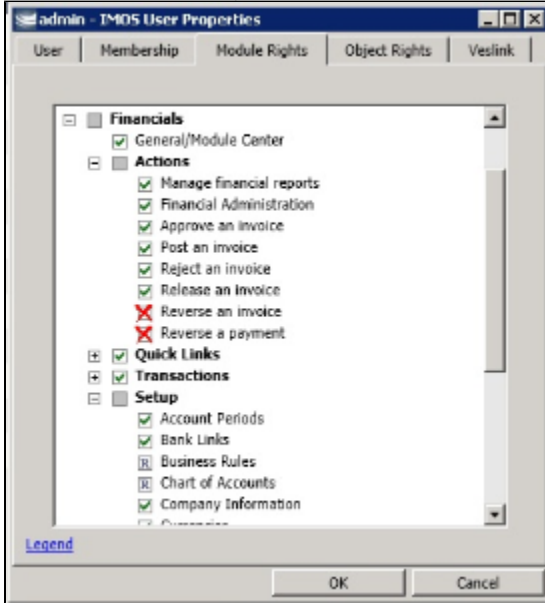 admin - IMOS User Properties
User Membership Module Rights Object Rights Veslink
Financials
General/Module Center
Actions
Manage financial reports
Financial Administration
Approve an invoice
Post an invoice
Reject an invoice
Release an invoice
Reverse an invoice
Reverse a payment
Quick Links
Transactions
Setup
Account Periods
Bank Links
R Business Rules
R Chart of Accounts
Company Information
Legend
OK Cancel